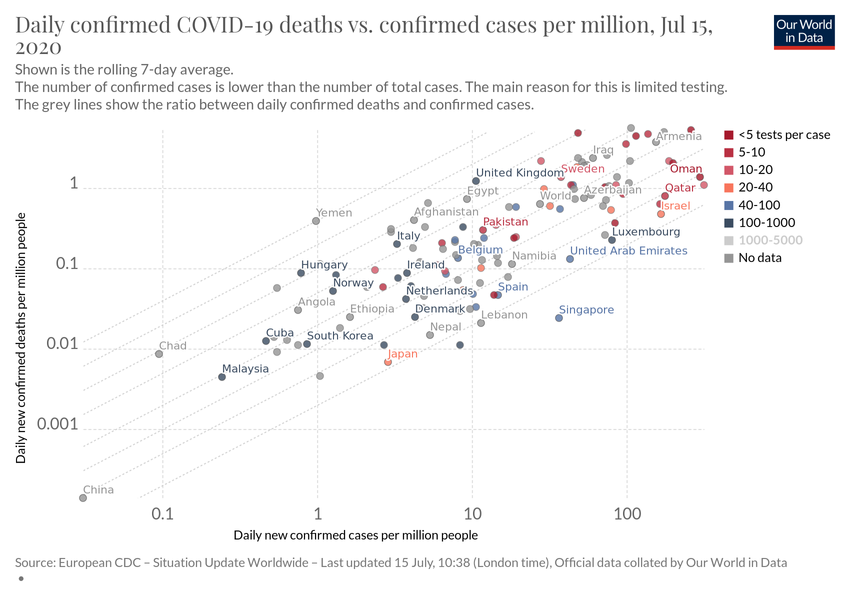 Daily confirmed COVID-19 deaths vs. confirmed cases per million, Jul 15,
2020
Our World
in Data
Shown is the rolling 7-day average.
The number of confirmed cases is lower than the number of total cases. The main reason for this is limited testing.
The grey lines show the ratio between daily confirmed deaths and confirmed cases.
<5 tests per case
5-10
10-20
20-40
40-100
100-1000
1000-5000
No data
Daily new confirmed deaths per million people
1
0.1
0.01
0.001
Armenia
Iraq
Sweden
Oman
United Kingdom
Qatar
Egypt
World
Azerbaijan
Israel
Yemen
Afghanistan
Pakistan
Luxembourg
Italy
Belgium
United Arab Emirates
Namibia
Hungary
Ireland
Norway
Netherlands
Spain
Angola
Ethiopia
Denmark
Lebanon
Singapore
Nepal
Cuba
South Korea
Chad
Japan
Malaysia
China
0.1
1
10
100
Daily new confirmed cases per million people
Source: European CDC – Situation Update Worldwide – Last updated 15 July, 10:38 (London time), Official data collated by Our World in Data